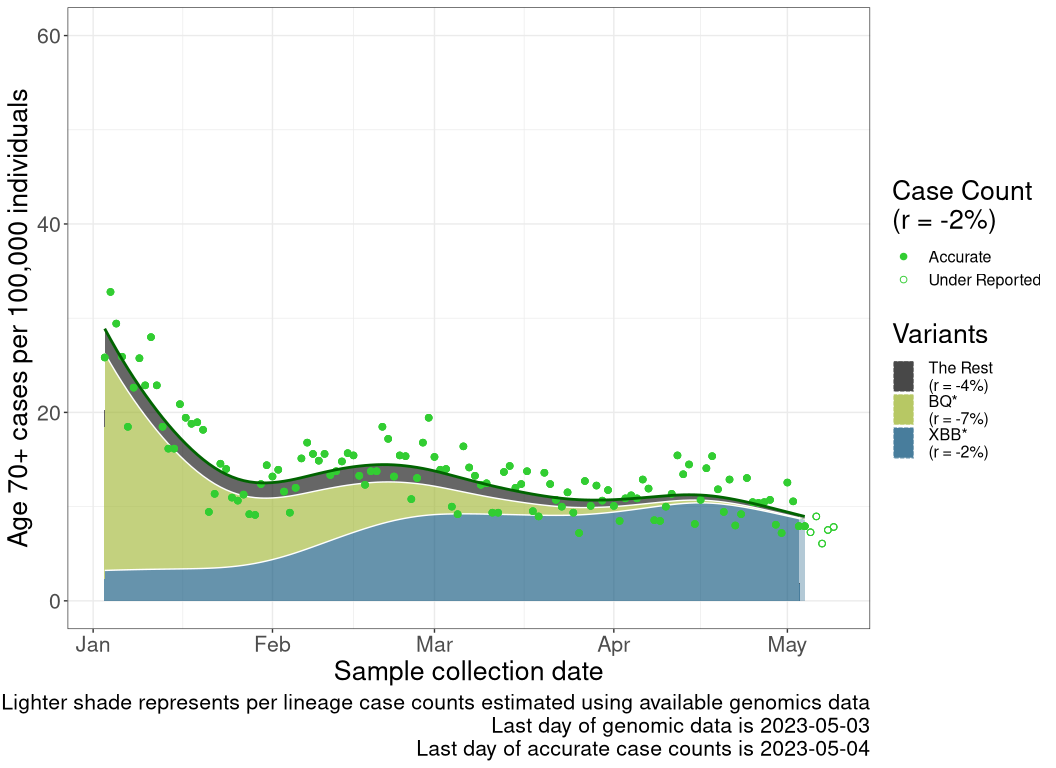 60
40
20
0
Age 70+ cases per 100,000 individuals
Jan
Feb
Mar
Apr
May
Sample collection date
Case Count
(r = -2%)
Accurate
Under Reported
Variants
The Rest
(r = -4%)
BQ*
(r = -7%)
XBB*
(r = -2%)
Lighter shade represents per lineage case counts estimated using available genomics data
Last day of genomic data is 2023-05-03
Last day of accurate case counts is 2023-05-04